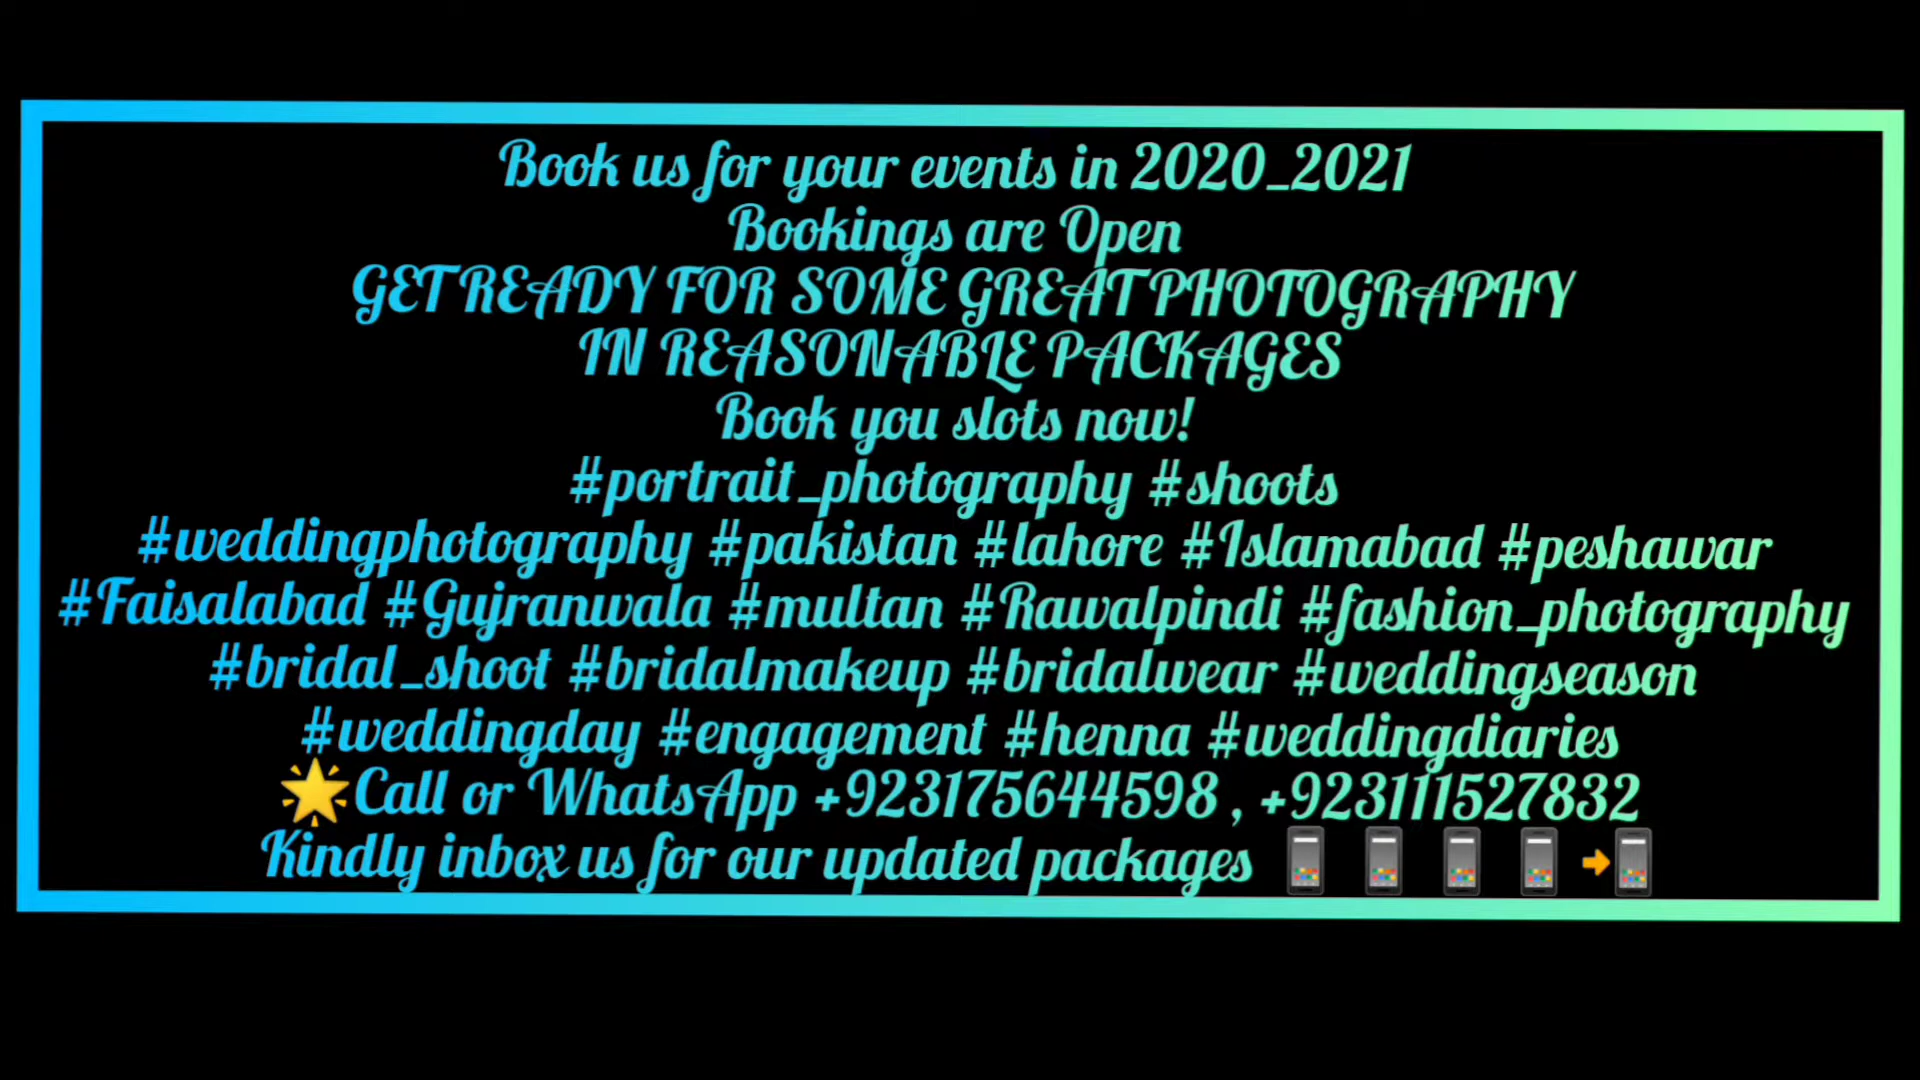 Book us for your events in 2020_2021
Bookings are Open
GET READY FOR SOME GREAT PHOTOGRAPHY
IN REASONABLE PACKAGES
Book you slots now!
#portrait_photography #shoots
#weddingphotography #pakistan #lahore #Islamabad #peshawar
#Faisalabad #Gujranwala #multan #Rawalpindi #fashion_photography
#bridal_shoot #bridalmakeup #bridalwear #weddingseason
#weddingday #engagement #henna #weddingdiaries
🌟Call or WhatsApp +923175644598 , +923111527832
Kindly inbox us for our updated packages 📱 📱 📱 📱 📲